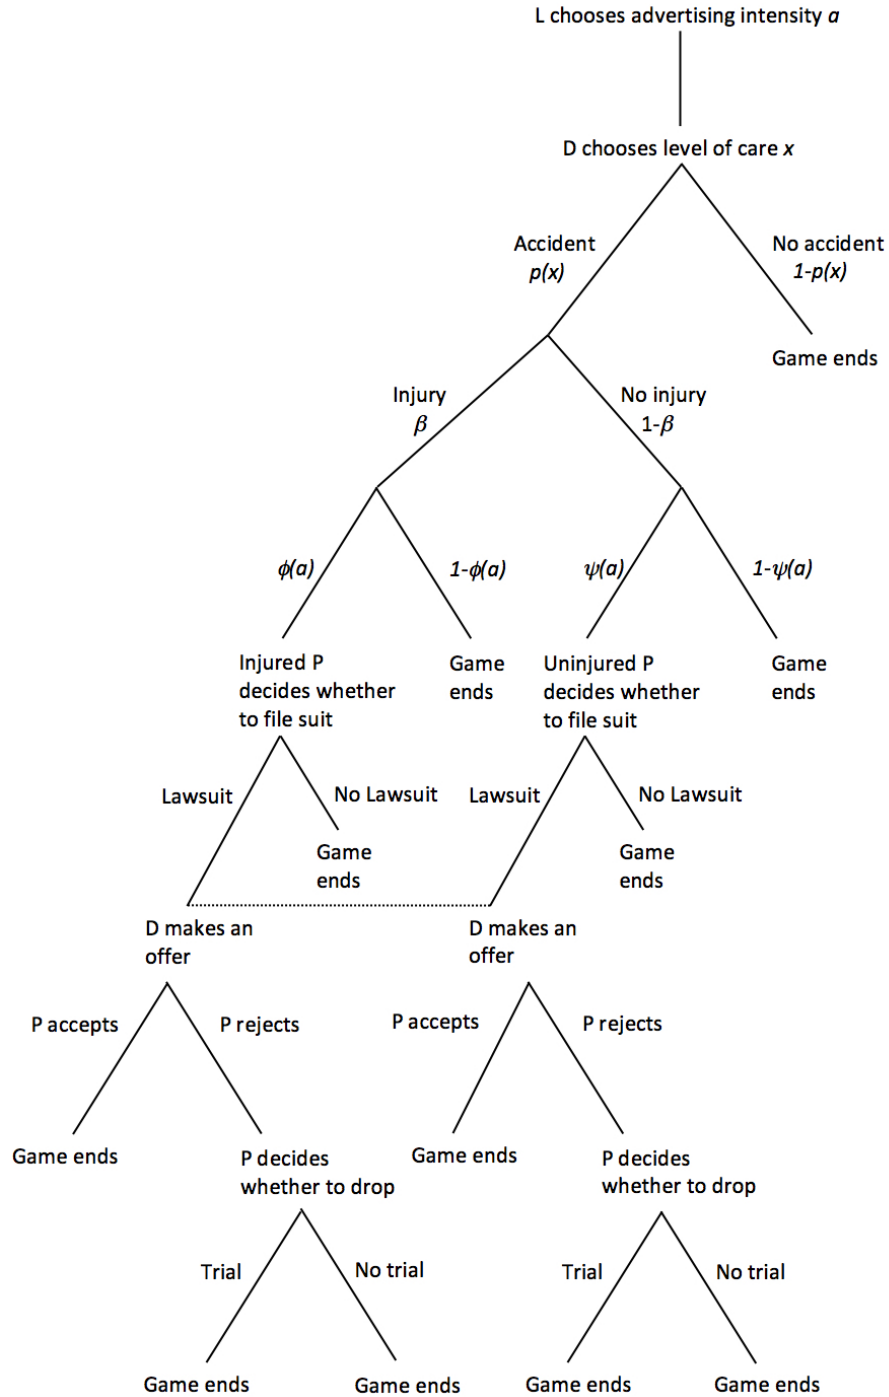 L chooses advertising intensity a
D chooses level of care x
Accident
p(x)
No accident
1-p(x)
Game ends
Injury
β
No injury
1-β
ϕ(a)
1-ϕ(a)
ψ(a)
1-ψ(a)
Injured P
decides whether
to file suit
Game
ends
Uninjured P
decides whether
to file suit
Game
ends
Lawsuit
No Lawsuit
Lawsuit
No Lawsuit
Game
ends
Game
ends
D makes an
offer
D makes an
offer
P accepts
P rejects
P accepts
P rejects
Game ends
P decides
whether to drop
Game ends
P decides
whether to drop
Trial
No trial
Trial
No trial
Game ends
Game ends
Game ends
Game ends